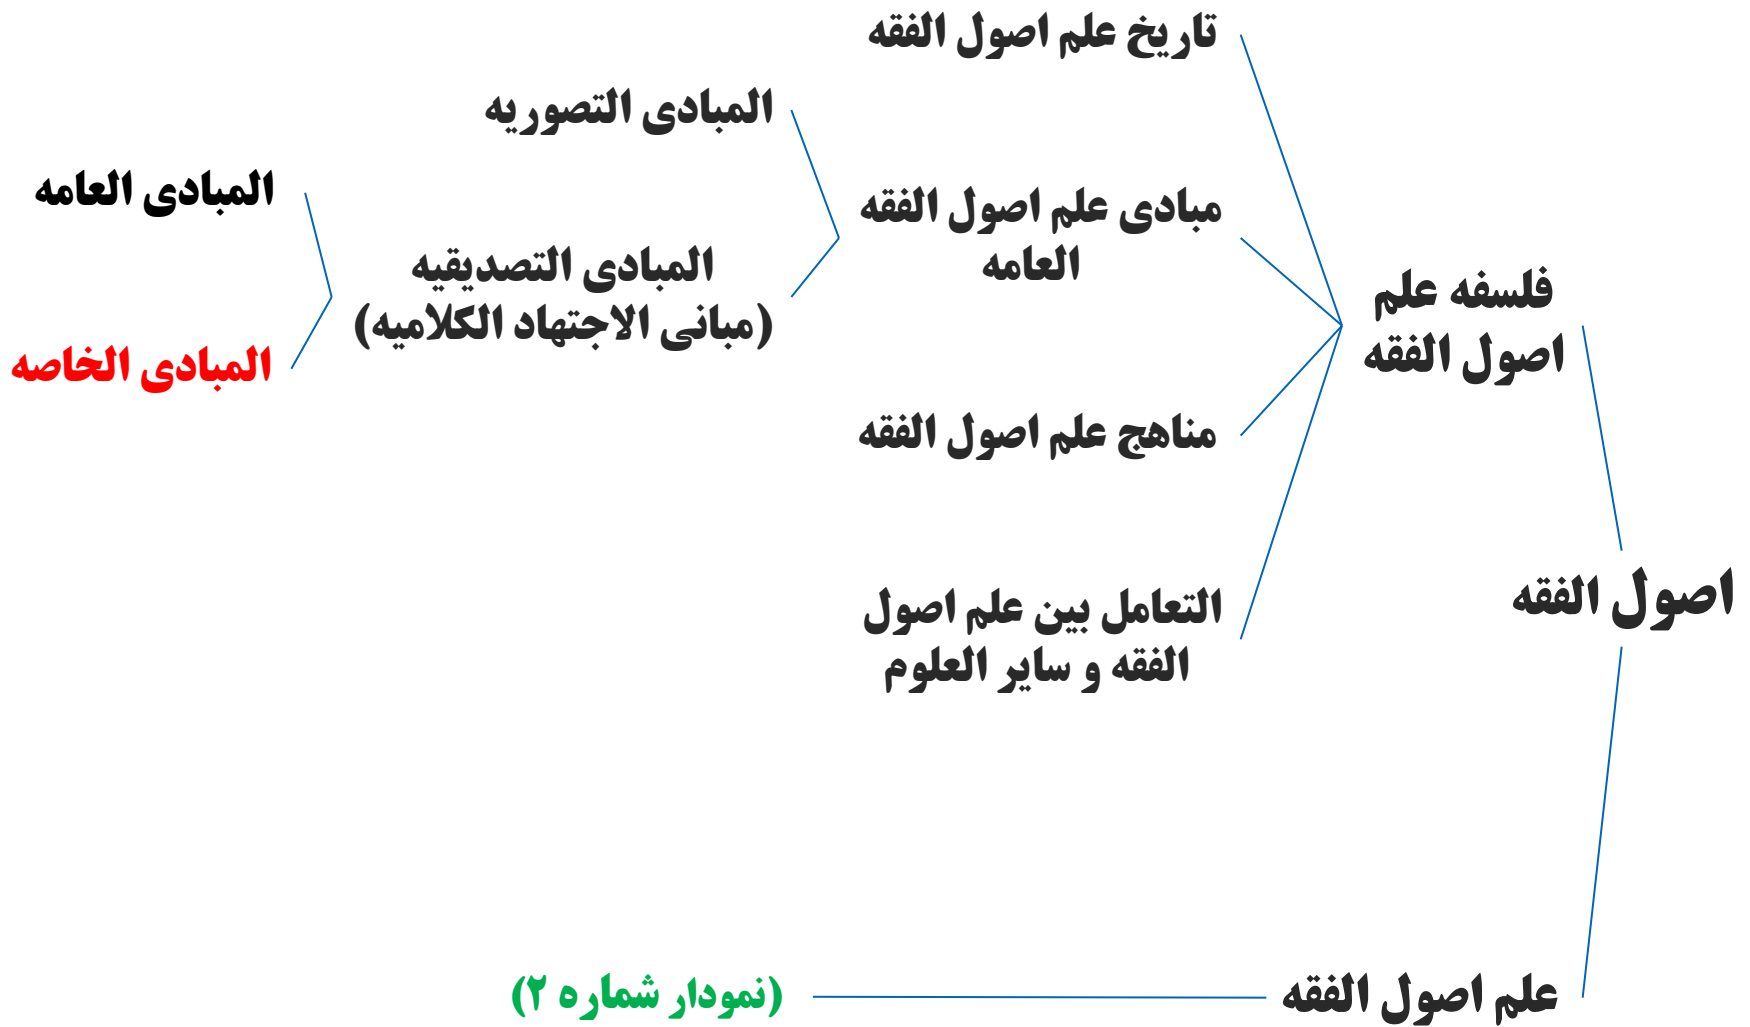 اصول الفقه
فلسفه علم
اصول الفقه
تاریخ علم اصول الفقه
مبادی علم اصول الفقه
العامه
المبادی التصوریه
المبادی التصدیقیه
(مبانی الاجتهاد الکلامیه)
المبادی العامه
المبادی الخاصه
مناهج علم اصول الفقه
التعامل بین علم اصول
الفقه و سایر العلوم
علم اصول الفقه
(نمودار شماره ۲)